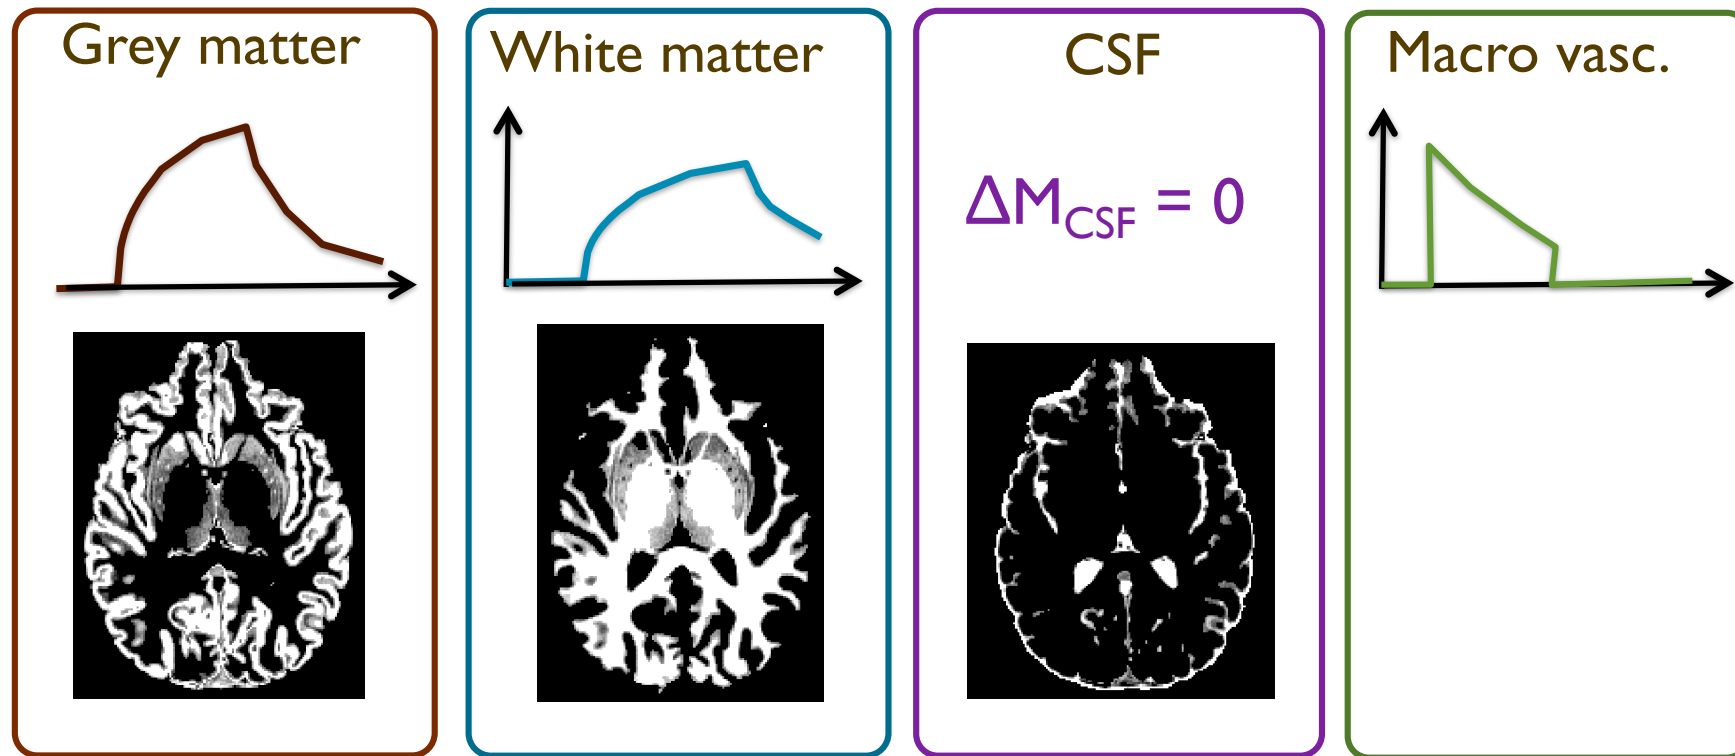 Grey matter
White matter
CSF
Macro vasc.
ΔM_CSF = 0